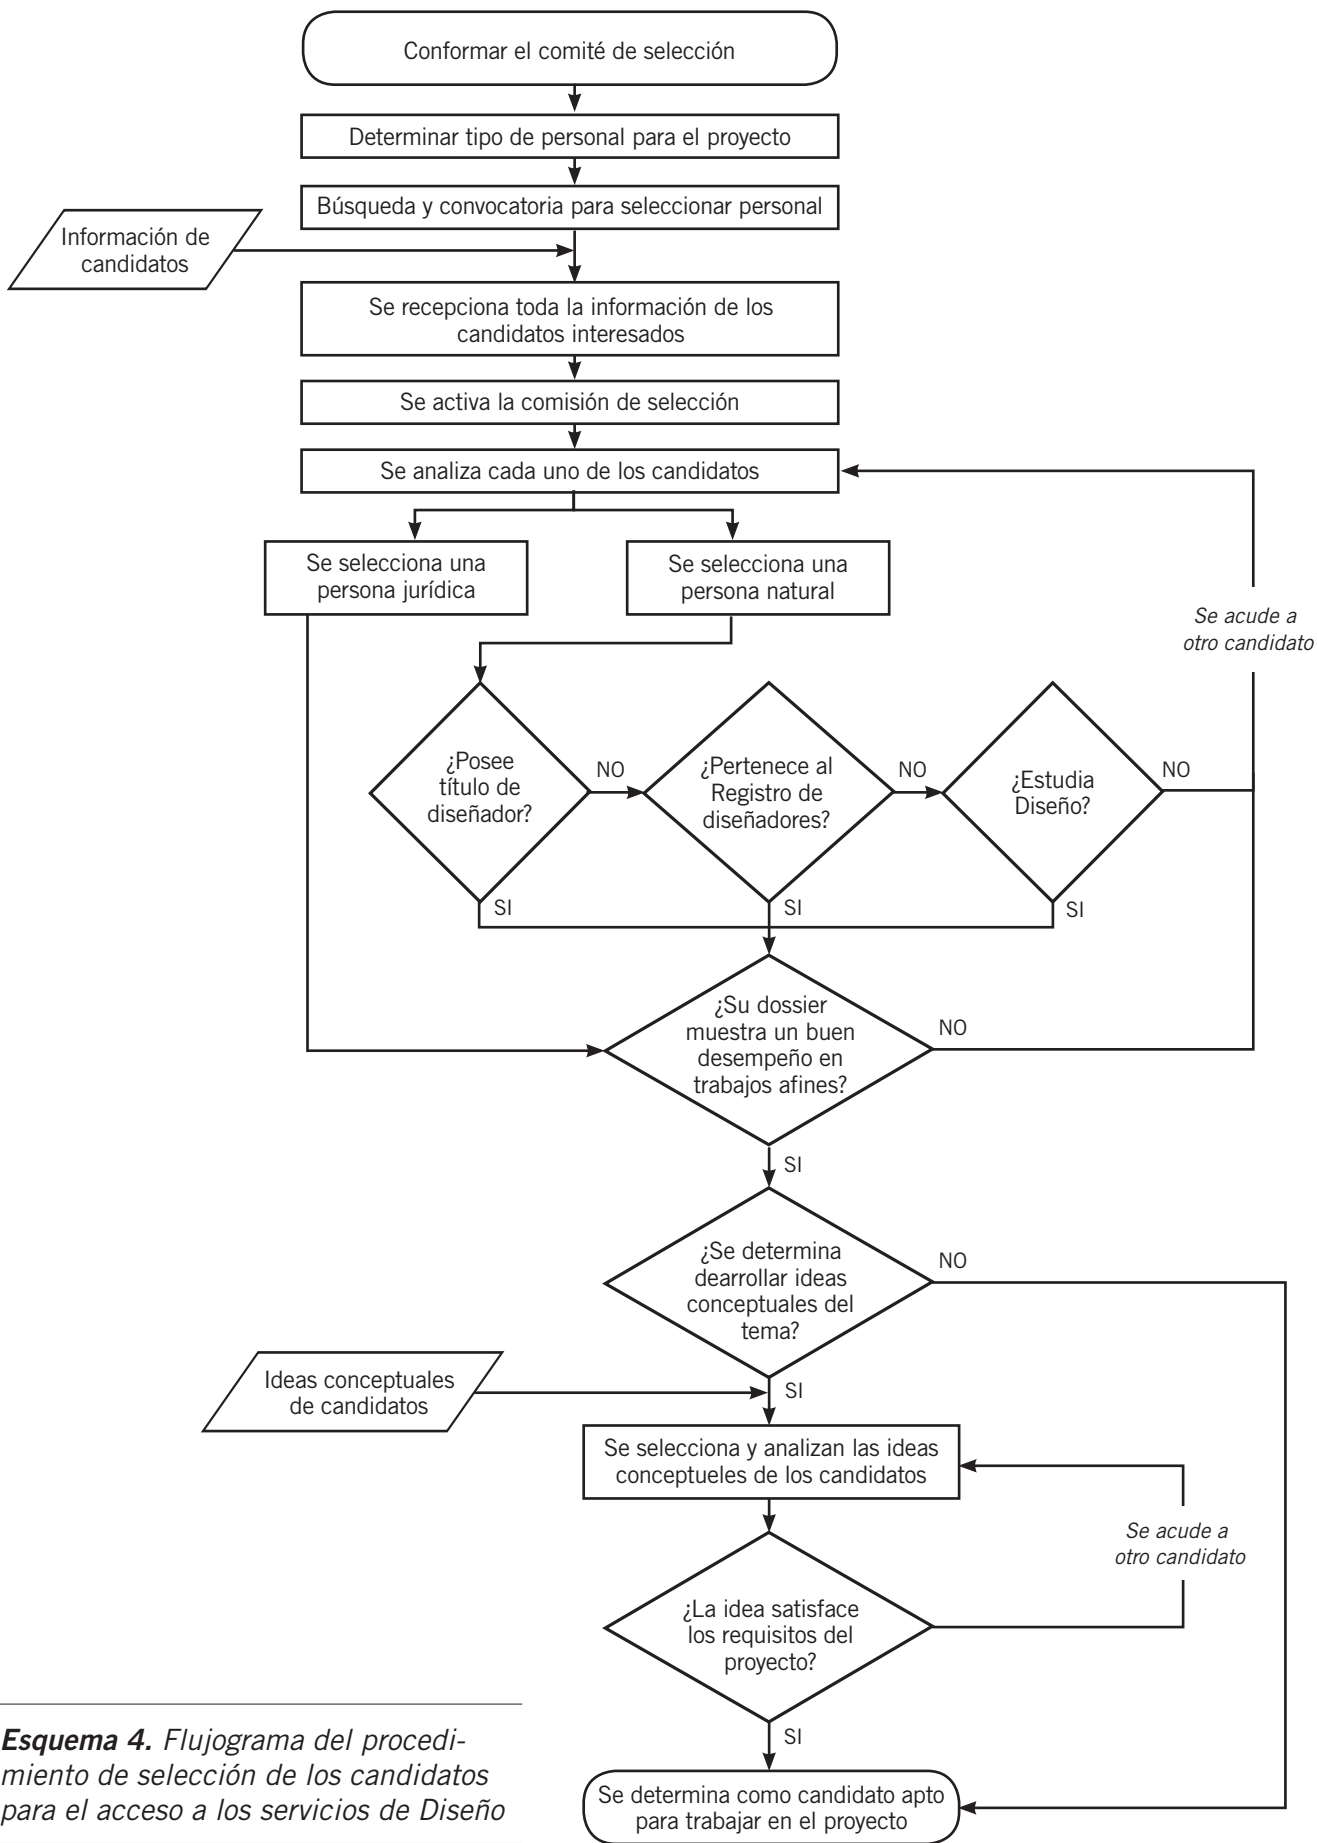 Conformar el comité de selección
Determinar tipo de personal para el proyecto
Búsqueda y convocatoria para seleccionar personal
Información de
candidatos
Se recepciona toda la información de los
candidatos interesados
Se activa la comisión de selección
Se analiza cada uno de los candidatos
Se selecciona una
persona jurídica
Se selecciona una
persona natural
Se acude a
otro candidato
¿Posee
título de
diseñador?
NO
¿Pertenece al
Registro de
diseñadores?
NO
¿Estudia
Diseño?
NO
SI
SI
SI
¿Su dossier
muestra un buen
desempeño en
trabajos afines?
NO
SI
¿Se determina
dearrollar ideas
conceptuales del
tema?
NO
SI
Ideas conceptuales
de candidatos
Se selecciona y analizan las ideas
conceptueles de los candidatos
Se acude a
otro candidato
¿La idea satisface
los requisitos del
proyecto?
SI
Se determina como candidato apto
para trabajar en el proyecto
Esquema 4. Flujograma del procedi-
miento de selección de los candidatos
para el acceso a los servicios de Diseño